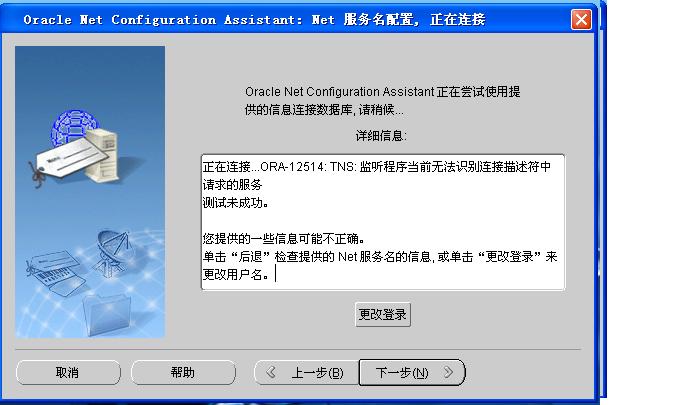 Oracle Net Configuration Assistant: Net 服务名配置, 正在连接
Oracle Net Configuration Assistant 正在尝试使用提
供的信息连接数据库, 请稍候...
详细信息:
正在连接...ORA-12514: TNS: 监听程序当前无法识别连接描述符中
请求的服务
测试未成功。
您提供的一些信息可能不正确。
单击“后退”检查提供的 Net 服务名的信息, 或单击“更改登录”来
更改用户名。
更改登录
取消
帮助
上一步(B)
下一步(N)